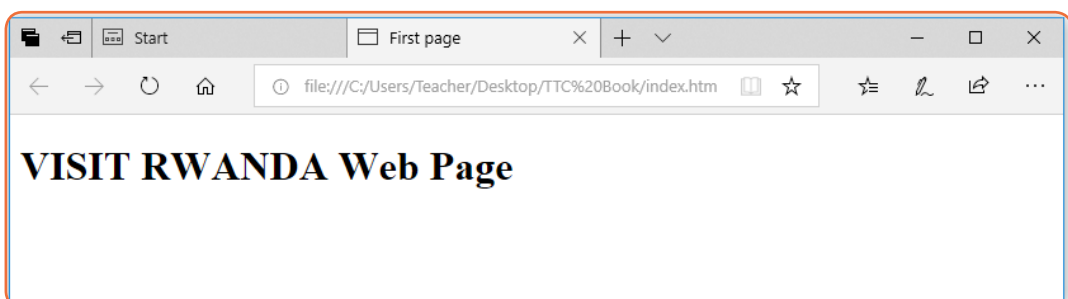 Start
First page
file:///C:/Users/Teacher/Desktop/TTC%20Book/index.htm
VISIT RWANDA Web Page